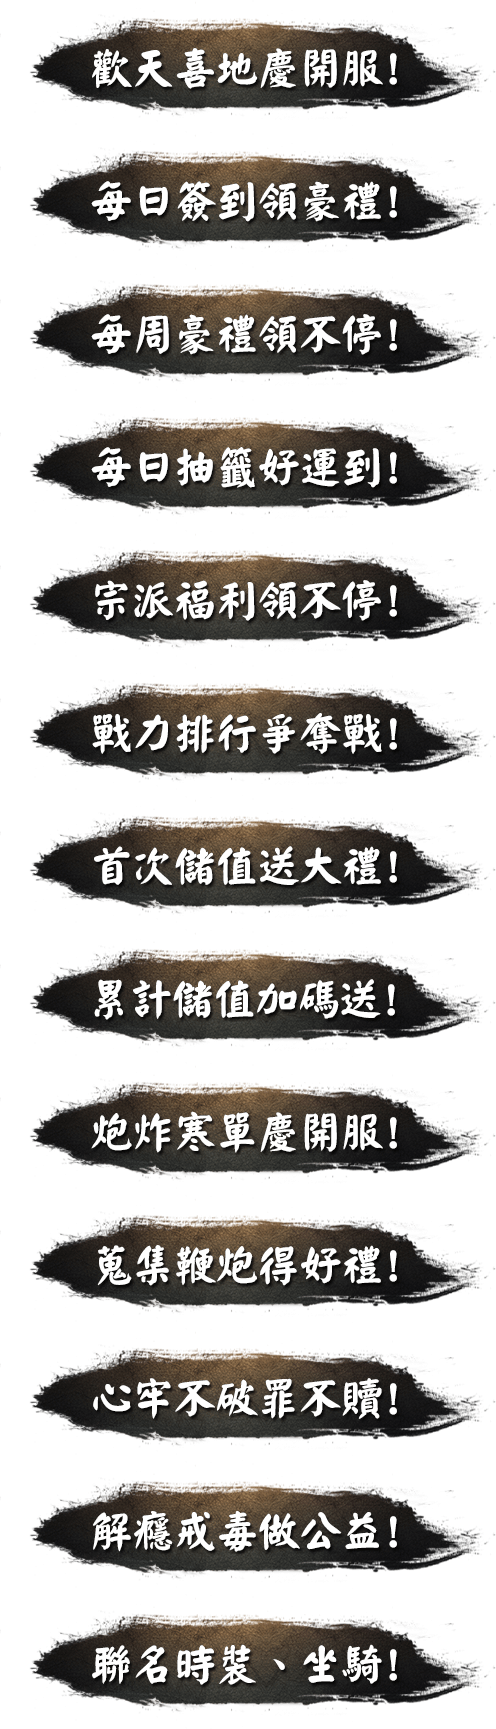 歡天喜地慶開服!
每日簽到領豪禮!
每周豪禮領不停!
每日抽籤好運到!
宗派福利領不停!
戰力排行爭奪戰!
首次儲值送大禮!
累計儲值加碼送!
炮炸寒單慶開服!
蒐集鞭炮得好禮!
心牢不破罪不贖!
解癮戒毒做公益!
聯名時裝、坐騎!